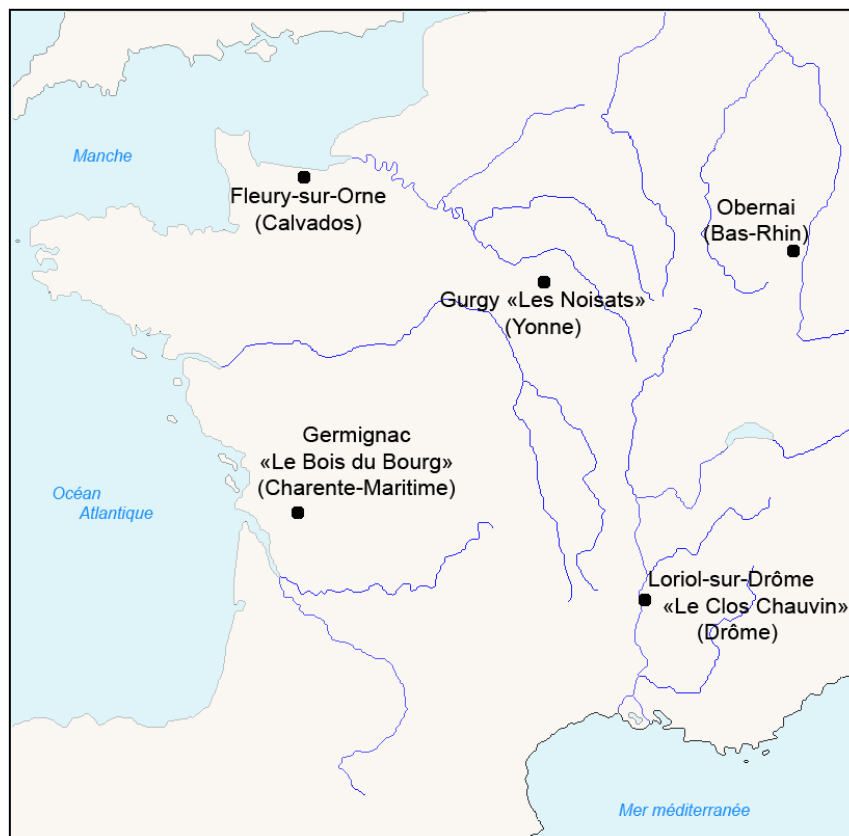 Manche
Fleury-sur-Orne
(Calvados)
Obernai
(Bas-Rhin)
Gurgy «Les Noisats»
(Yonne)
Germignac
«Le Bois du Bourg»
(Charente-Maritime)
Océan
Atlantique
Loriol-sur-Drôme
«Le Clos Chauvin»
(Drôme)
Mer méditerranée